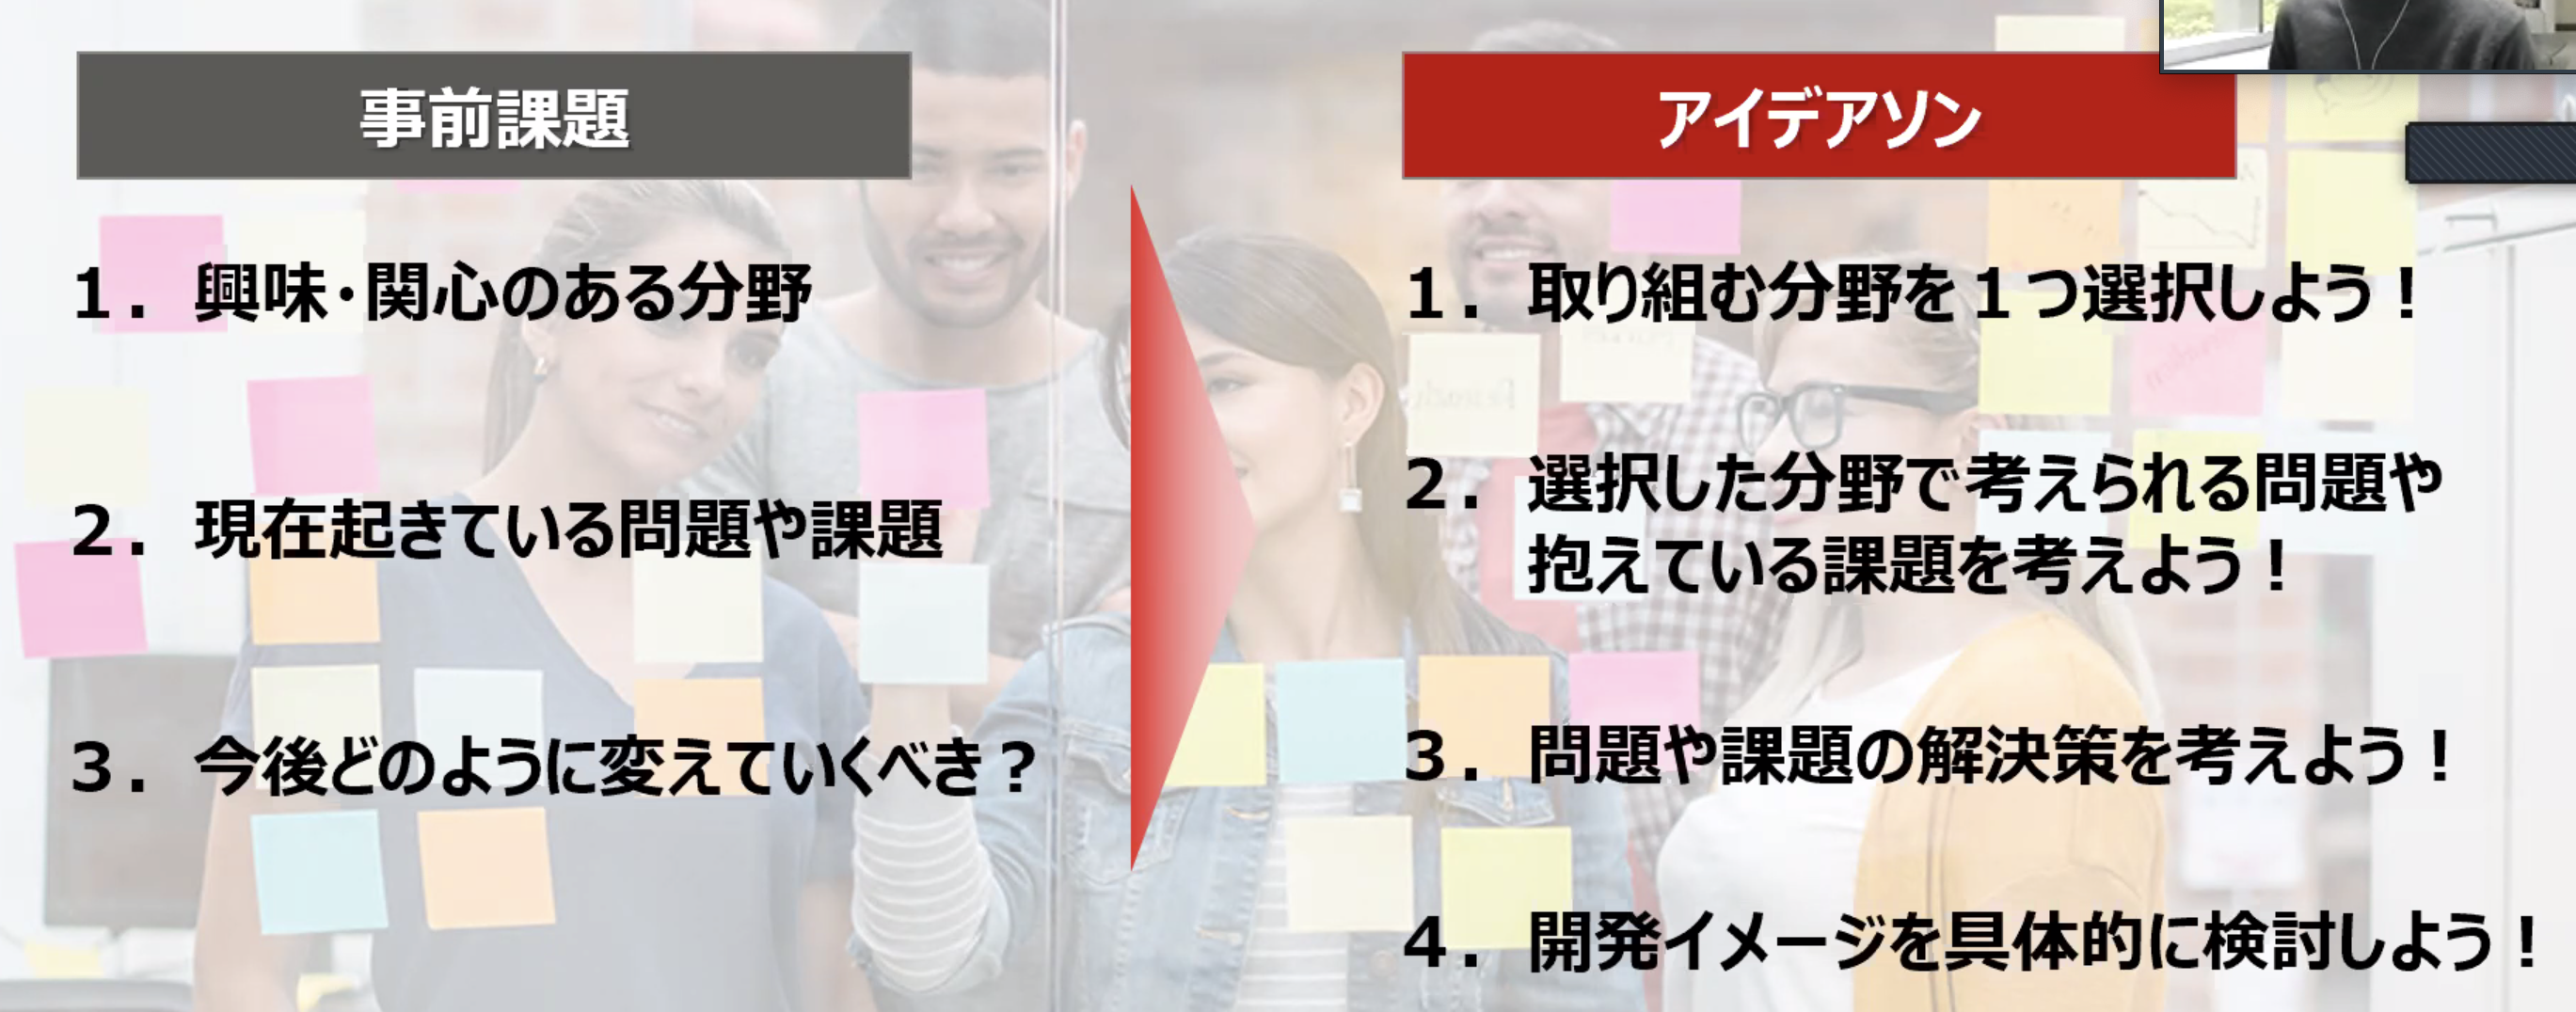 事前課題
1. 興味・関心のある分野
2. 現在起きている問題や課題
3. 今後どのように変えていくべき？
アイデアソン
1. 取り組む分野を１つ選択しよう！
2. 選択した分野で考えられる問題や
抱えている課題を考えよう！
3. 問題や課題の解決策を考えよう！
4. 開発イメージを具体的に検討しよう！